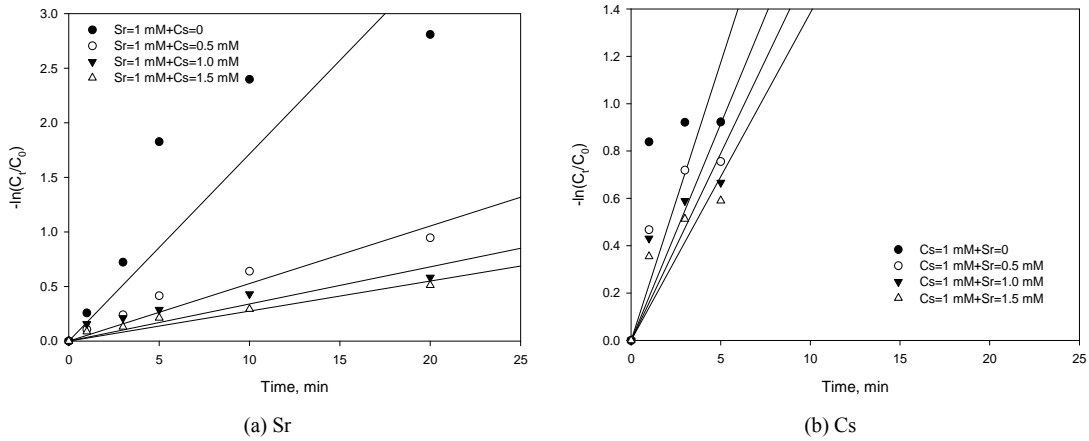 3.0
2.5
2.0
1.5
1.0
0.5
0.0
-ln(Ct/C0)
Sr=1 mM+Cs=0
Sr=1 mM+Cs=0.5 mM
Sr=1 mM+Cs=1.0 mM
Sr=1 mM+Cs=1.5 mM
0 5 10 15 20 25
Time, min
(a) Sr
1.4
1.2
1.0
0.8
0.6
0.4
0.2
0.0
-ln(Ct/C0)
Cs=1 mM+Sr=0
Cs=1 mM+Sr=0.5 mM
Cs=1 mM+Sr=1.0 mM
Cs=1 mM+Sr=1.5 mM
0 5 10 15 20 25
Time, min
(b) Cs